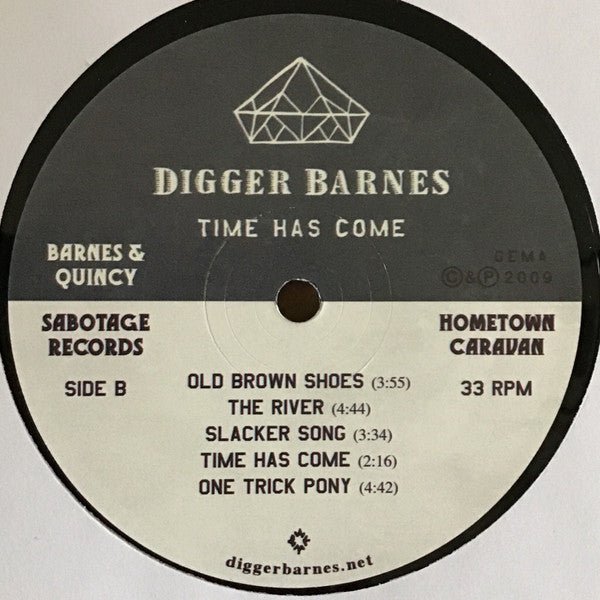 DIGGER BARNES
TIME HAS COME
BARNES &
QUINCY
GEMA
©&℗2009
SABOTAGE
RECORDS
HOMETOWN
CARAVAN
SIDE B
33 RPM
OLD BROWN SHOES (3:55)
THE RIVER (4:44)
SLACKER SONG (3:34)
TIME HAS COME (2:16)
ONE TRICK PONY (4:42)
diggerbarnes.net